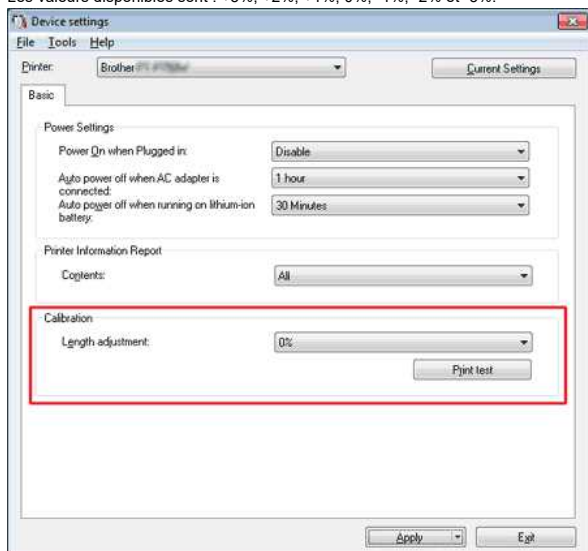 Les valeurs disponibles sont : +3%, +2%, +1%, 0%, -1%, -2% et -3%.
Device settings
File Tools Help
Printer: Brother
Current Settings
Basic
Power Settings
Power On when Plugged in: Disable
Auto power off when AC adapter is connected: 1 hour
Auto power off when running on lithium-ion battery: 30 Minutes
Printer Information Report
Contents: All
Calibration
Length adjustment: 0%
Print test
Apply Exit